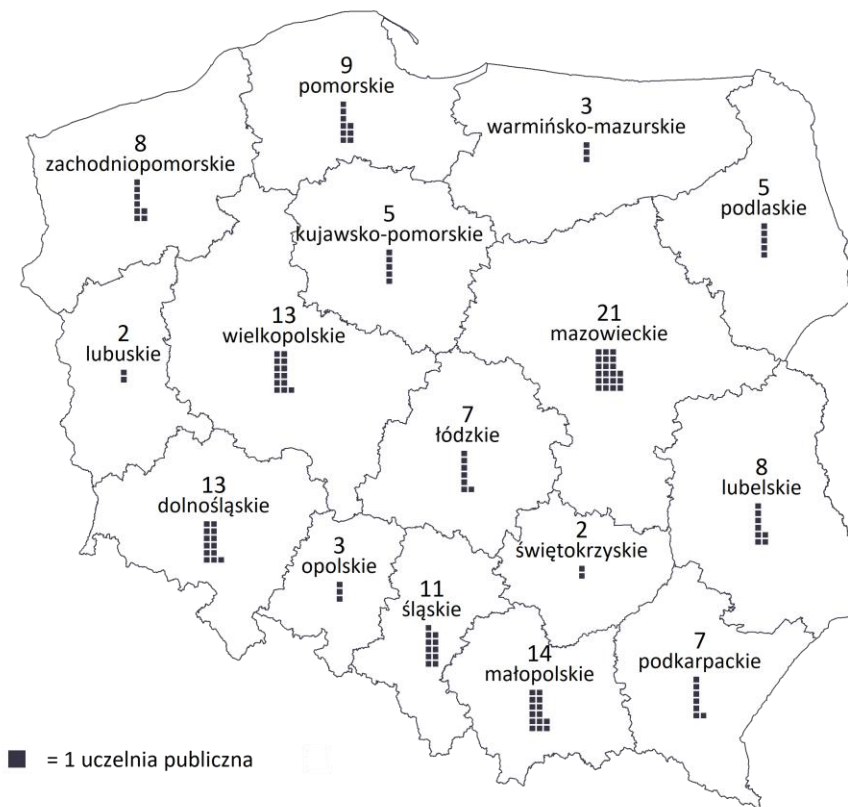 9
pomorskie
3
warmińsko-mazurskie
8
zachodniopomorskie
5
podlaskie
5
kujawsko-pomorskie
21
mazowieckie
13
wielkopolskie
2
lubuskie
7
łódzkie
8
lubelskie
13
dolnośląskie
2
świętokrzyskie
3
opolskie
11
śląskie
7
podkarpackie
14
małopolskie
= 1 uczelnia publiczna